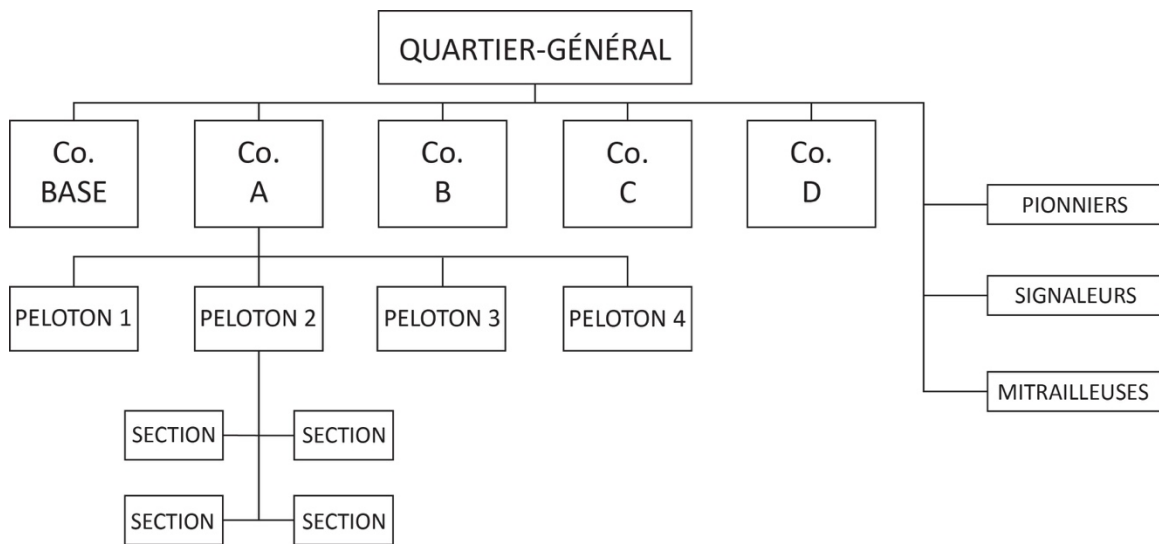 QUARTIER-GÉNÉRAL
Co.
BASE
Co.
A
Co.
B
Co.
C
Co.
D
PIONNIERS
SIGNALEURS
MITRAILLEUSES
PELOTON 1
PELOTON 2
PELOTON 3
PELOTON 4
SECTION
SECTION
SECTION
SECTION